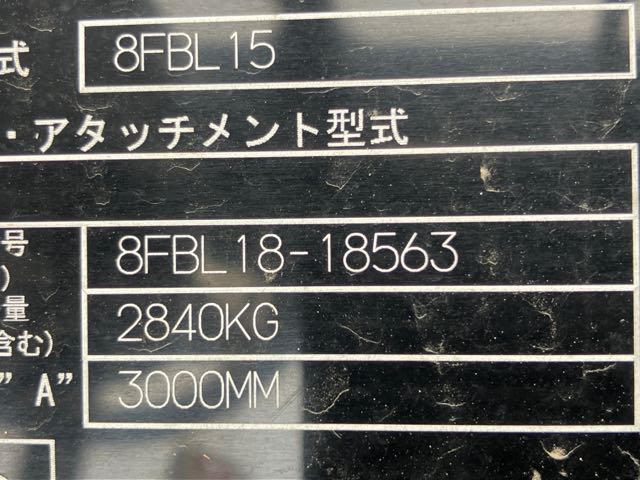 式 8FBL15
・アタッチメント型式
号 8FBL18-18563
)
量 2840KG
含む)
" A" 3000MM